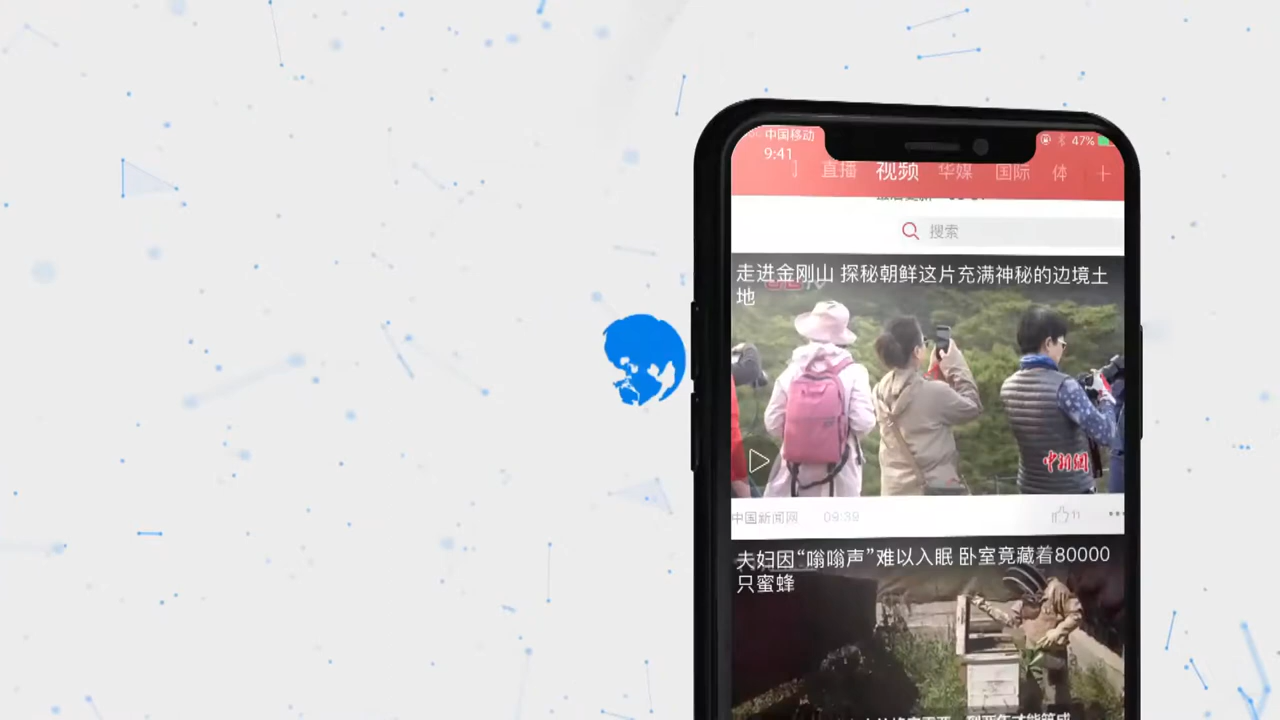 中国移动
9:41
47%
直播 视频 华媒 国际 体 +
搜索
走进金刚山 探秘朝鲜这片充满神秘的边境土
地
中新网
中国新闻网 09:39
11
夫妇因“嗡嗡声”难以入眠 卧室竟藏着80000
只蜜蜂